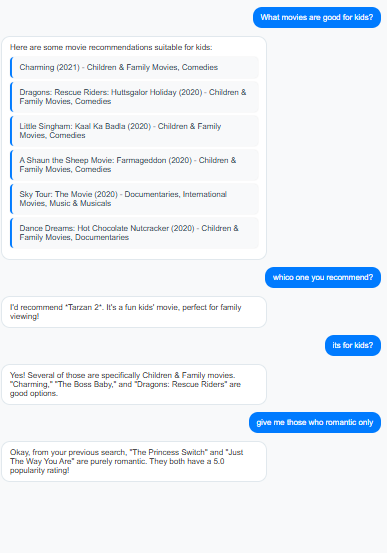 What movies are good for kids?
Here are some movie recommendations suitable for kids:
Charming (2021) - Children & Family Movies, Comedies
Dragons: Rescue Riders: Huttsgalor Holiday (2020) - Children &
Family Movies, Comedies
Little Singham: Kaal Ka Badla (2020) - Children & Family
Movies, Comedies
A Shaun the Sheep Movie: Farmageddon (2020) - Children &
Family Movies, Comedies
Sky Tour: The Movie (2020) - Documentaries, International
Movies, Music & Musicals
Dance Dreams: Hot Chocolate Nutcracker (2020) - Children &
Family Movies, Documentaries
whico one you recommend?
I'd recommend *Tarzan 2*. It's a fun kids' movie, perfect for family
viewing!
its for kids?
Yes! Several of those are specifically Children & Family movies.
"Charming," "The Boss Baby," and "Dragons: Rescue Riders" are
good options.
give me those who romantic only
Okay, from your previous search, "The Princess Switch" and "Just
The Way You Are" are purely romantic. They both have a 5.0
popularity rating!